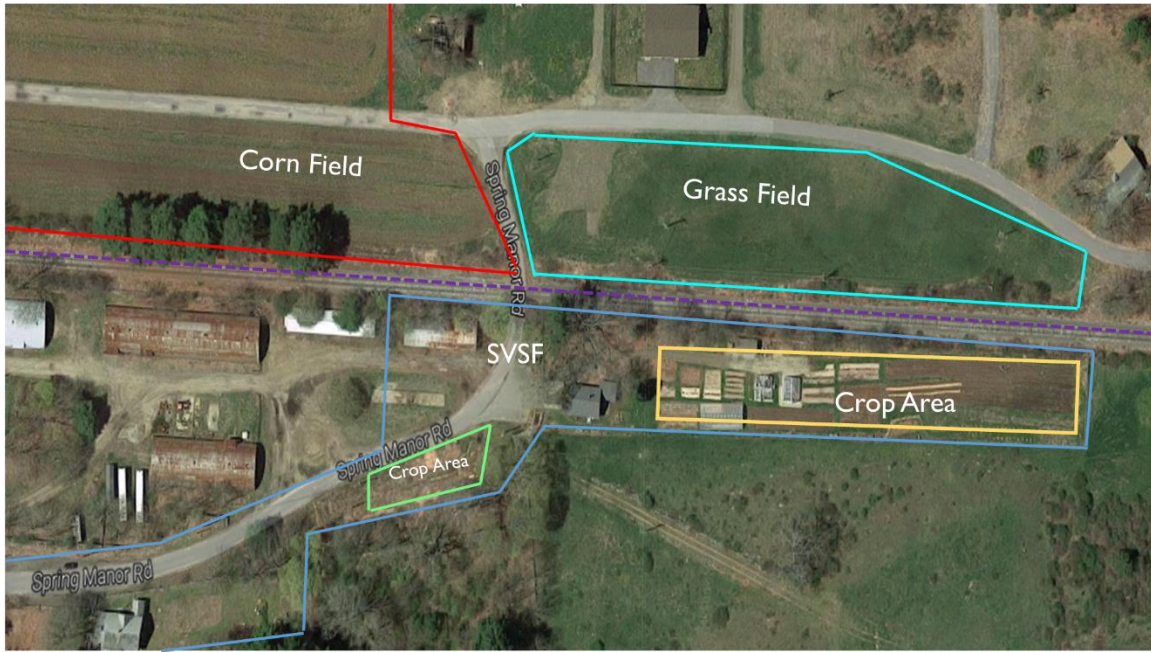 Corn Field
Grass Field
Spring Manor Rd
SVSF
Crop Area
Spring Manor Rd
Crop Area
Spring Manor Rd